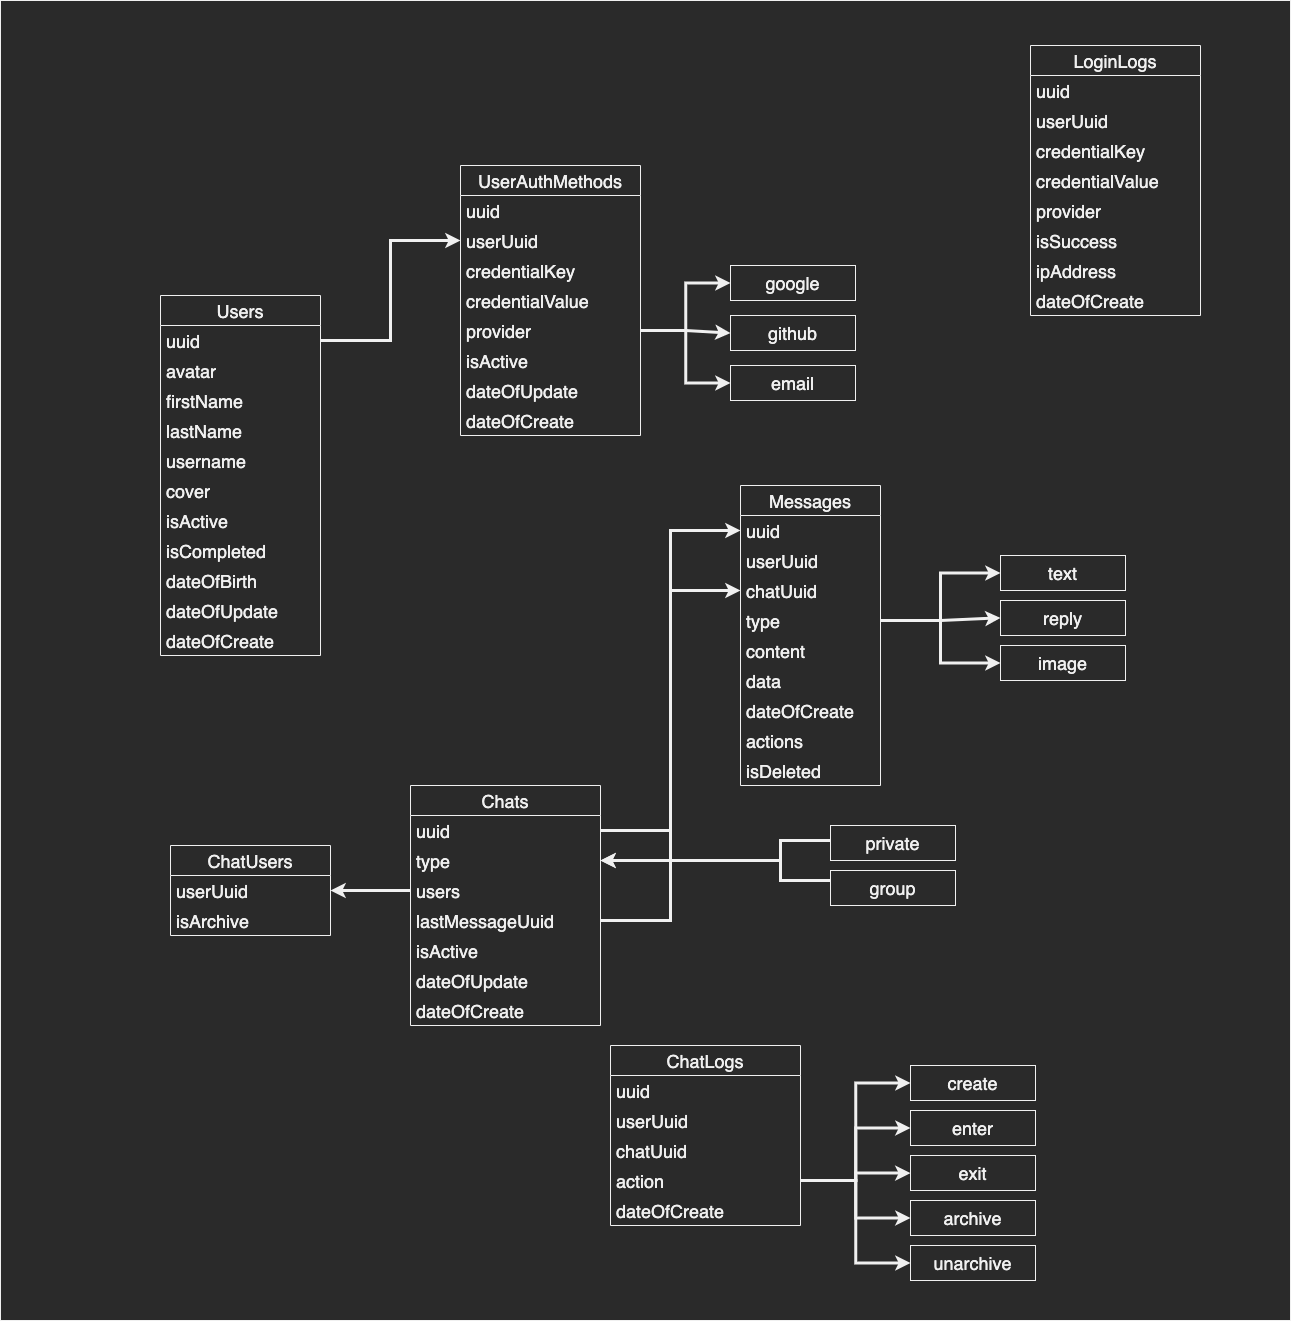 LoginLogs
uuid
userUuid
credentialKey
credentialValue
provider
isSuccess
ipAddress
dateOfCreate
UserAuthMethods
uuid
userUuid
credentialKey
credentialValue
provider
isActive
dateOfUpdate
dateOfCreate
google
github
email
Users
uuid
avatar
firstName
lastName
username
cover
isActive
isCompleted
dateOfBirth
dateOfUpdate
dateOfCreate
Messages
uuid
userUuid
chatUuid
type
content
data
dateOfCreate
actions
isDeleted
text
reply
image
Chats
uuid
type
users
lastMessageUuid
isActive
dateOfUpdate
dateOfCreate
private
group
ChatUsers
userUuid
isArchive
ChatLogs
uuid
userUuid
chatUuid
action
dateOfCreate
create
enter
exit
archive
unarchive